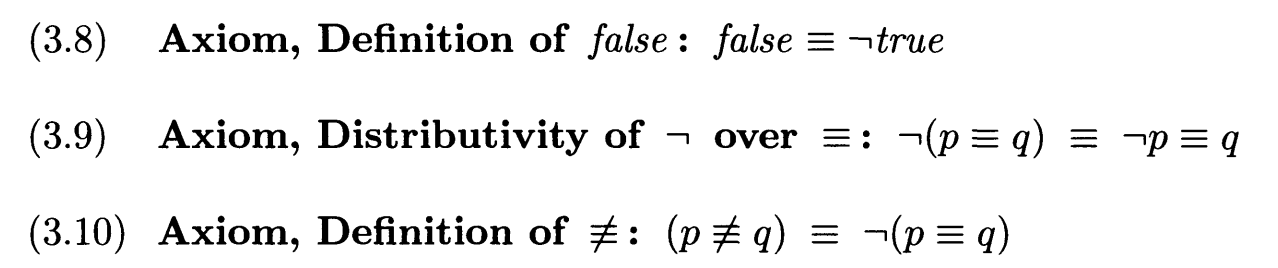 (3.8) Axiom, Definition of false : false ≡ ¬true
(3.9) Axiom, Distributivity of ¬ over ≡ : ¬(p ≡ q) ≡ ¬p ≡ q
(3.10) Axiom, Definition of ≢ : (p ≢ q) ≡ ¬(p ≡ q)